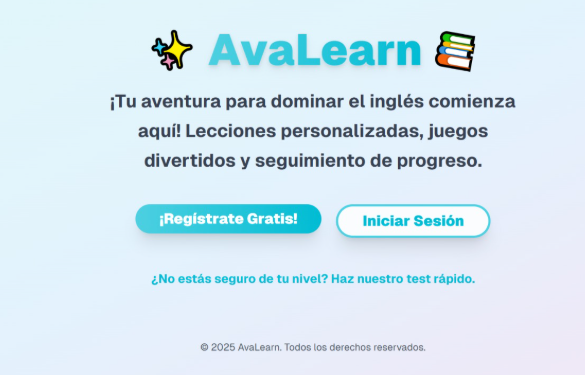 AvaLearn
¡Tu aventura para dominar el inglés comienza
aquí! Lecciones personalizadas, juegos
divertidos y seguimiento de progreso.
¡Regístrate Gratis!
Iniciar Sesión
¿No estás seguro de tu nivel? Haz nuestro test rápido.
© 2025 AvaLearn. Todos los derechos reservados.